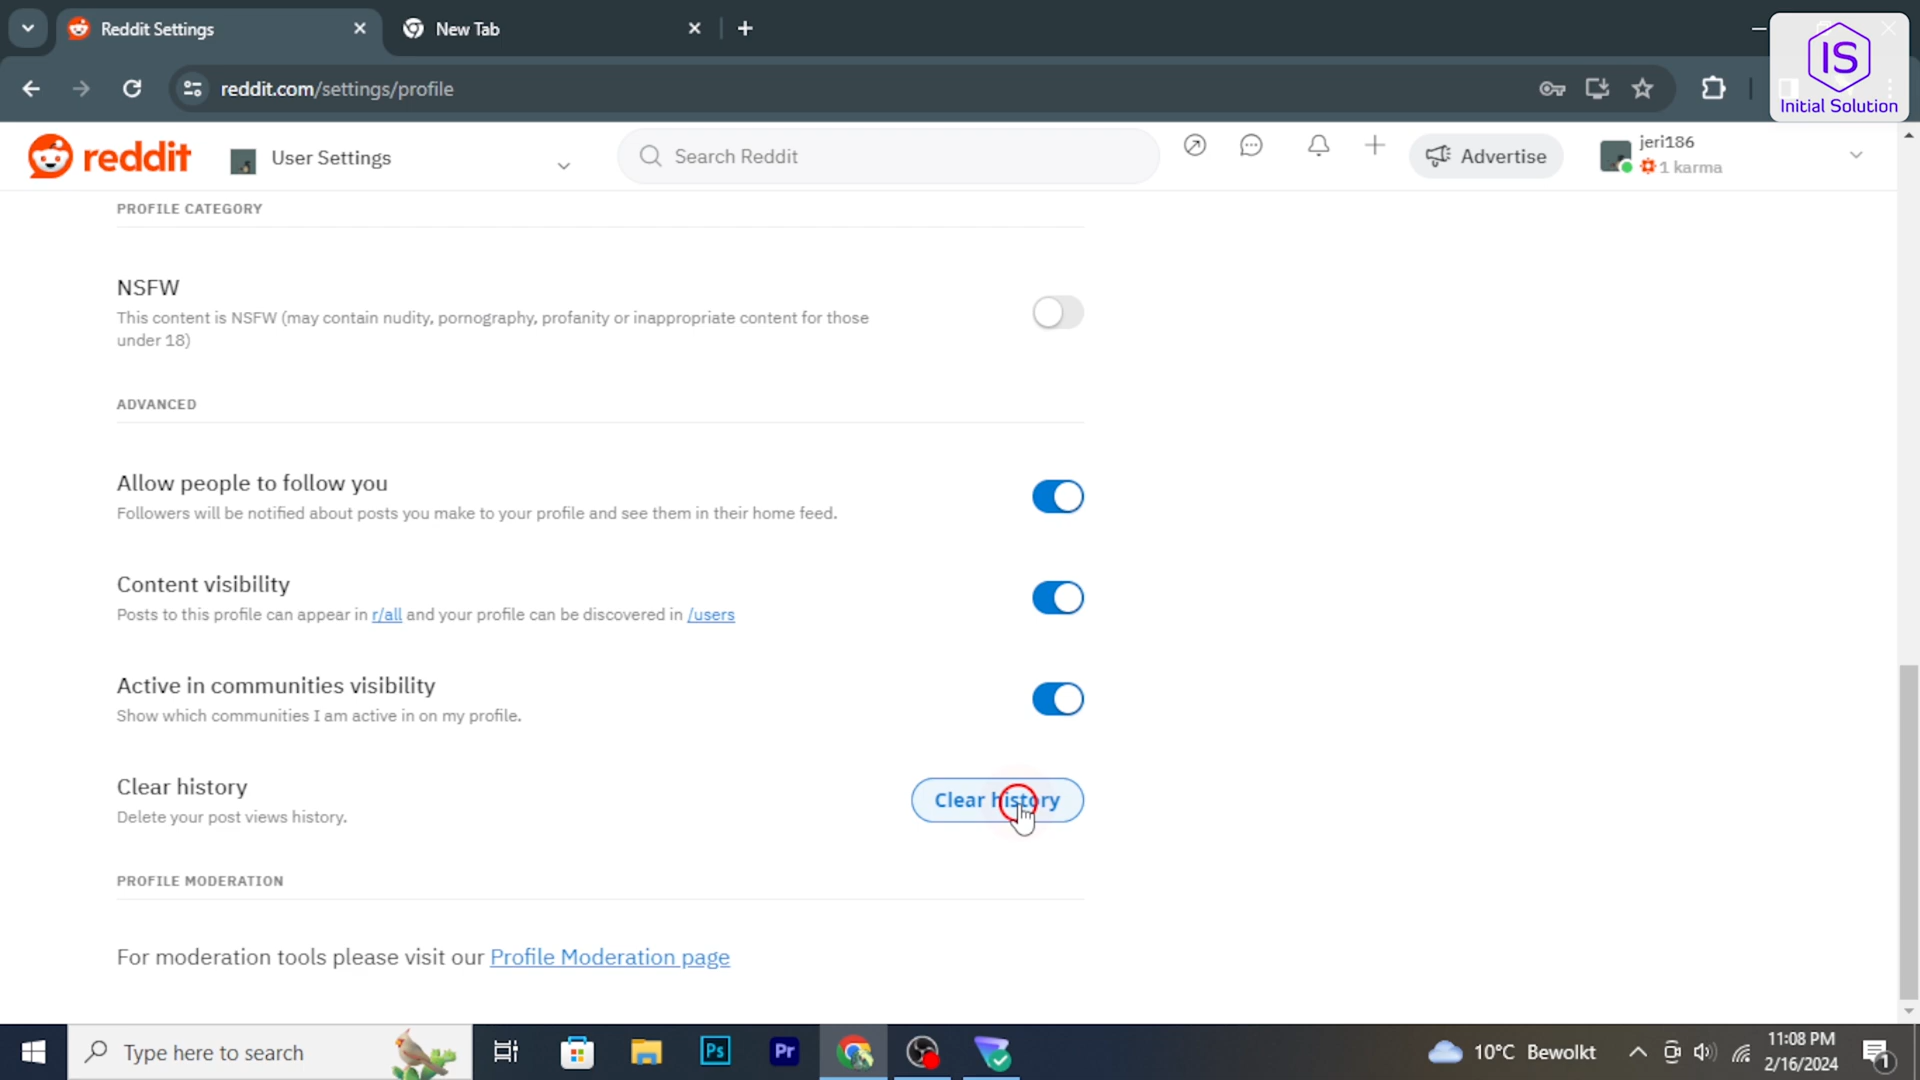 Reddit Settings
New Tab
reddit.com/settings/profile
IS
Initial Solution
reddit
User Settings
Search Reddit
Advertise
jeri186
1 karma
PROFILE CATEGORY
NSFW
This content is NSFW (may contain nudity, pornography, profanity or inappropriate content for those
under 18)
ADVANCED
Allow people to follow you
Followers will be notified about posts you make to your profile and see them in their home feed.
Content visibility
Posts to this profile can appear in r/all and your profile can be discovered in /users
Active in communities visibility
Show which communities I am active in on my profile.
Clear history
Delete your post views history.
Clear history
PROFILE MODERATION
For moderation tools please visit our Profile Moderation page
Type here to search
Ps
Pr
10°C Bewolkt
11:08 PM
2/16/2024
1